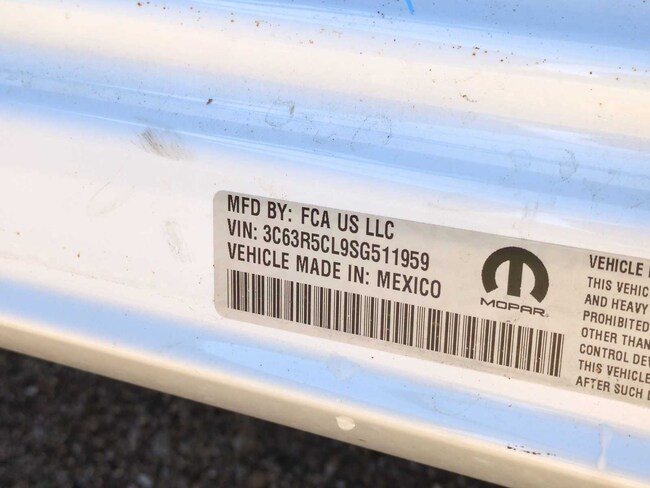 MFD BY: FCA US LLC
VIN: 3C63R5CL9SG511959
VEHICLE MADE IN: MEXICO
MOPAR
VEHICLE
THIS VEHIC
AND HEAVY
PROHIBITED
OTHER THAN
CONTROL DEV
THIS VEHICLE
AFTER SUCH